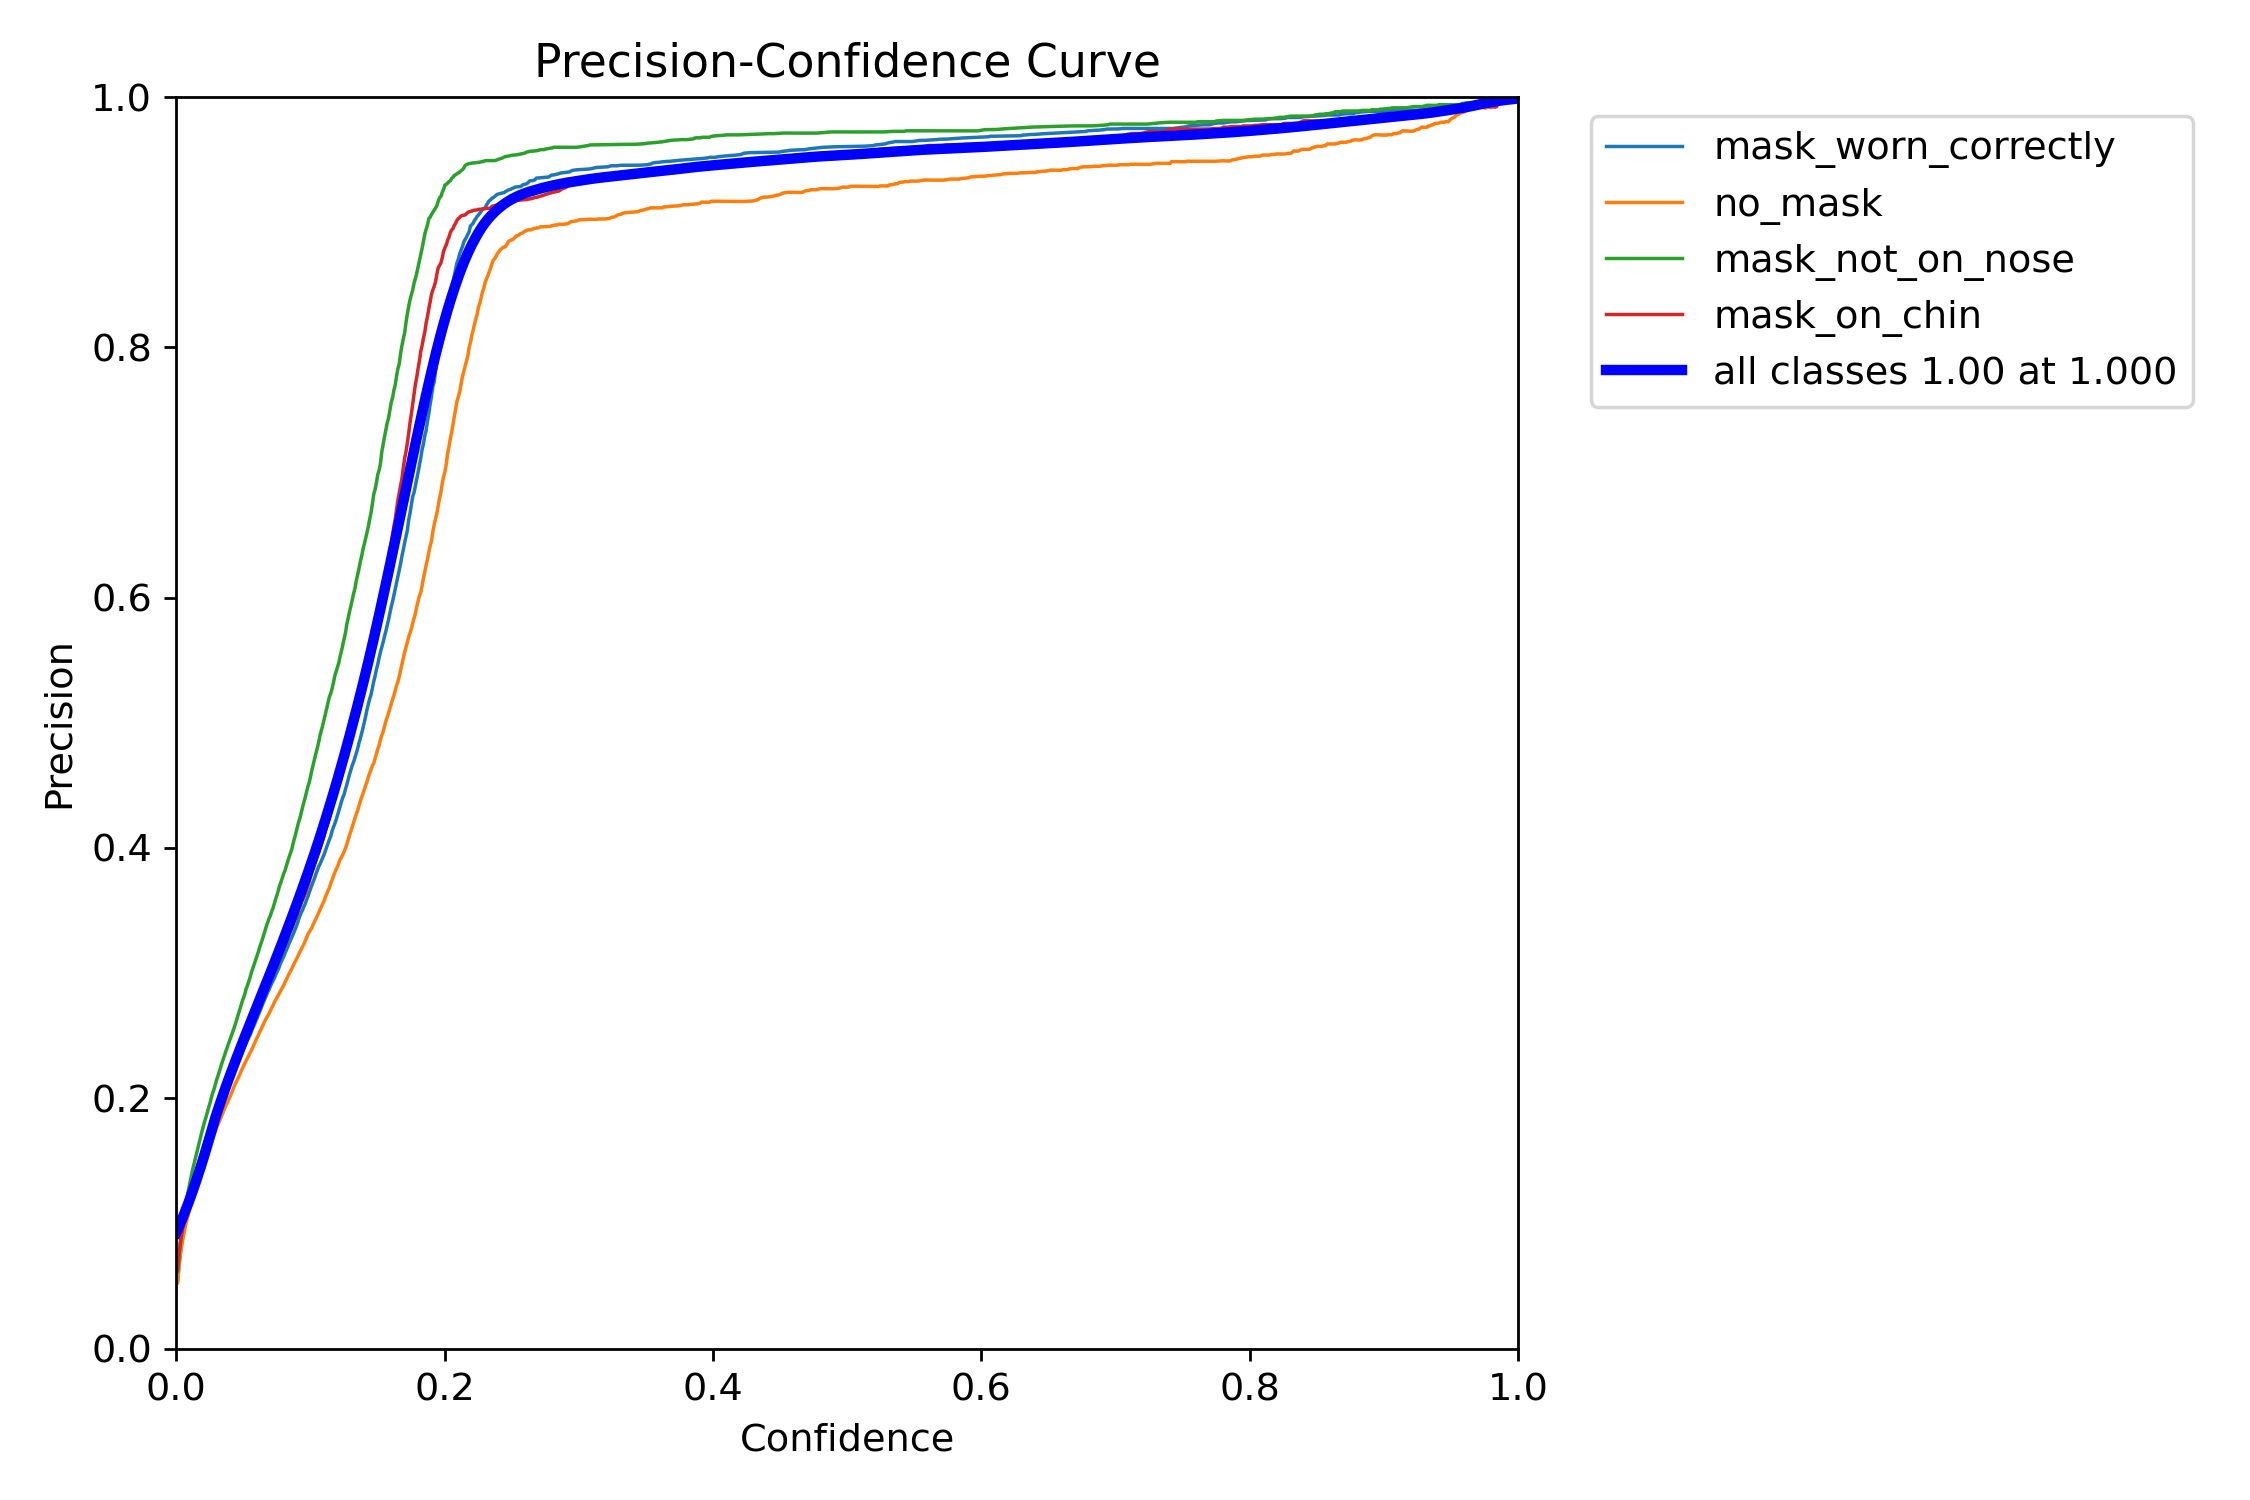 Precision-Confidence Curve
1.0
0.8
0.6
0.4
0.2
0.0
Precision
0.0 0.2 0.4 0.6 0.8 1.0
Confidence
mask_worn_correctly
no_mask
mask_not_on_nose
mask_on_chin
all classes 1.00 at 1.000